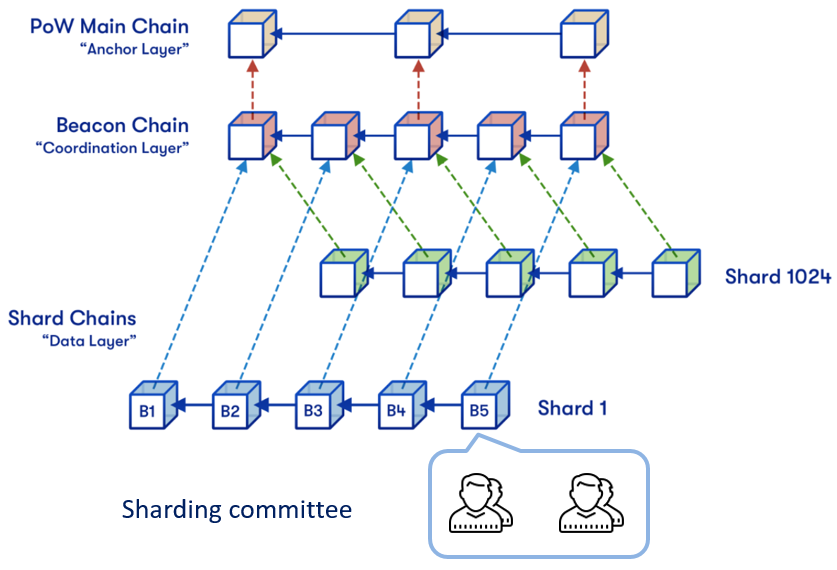 PoW Main Chain
“Anchor Layer”
Beacon Chain
“Coordination Layer”
Shard 1024
Shard Chains
“Data Layer”
B1 B2 B3 B4 B5
Shard 1
Sharding committee